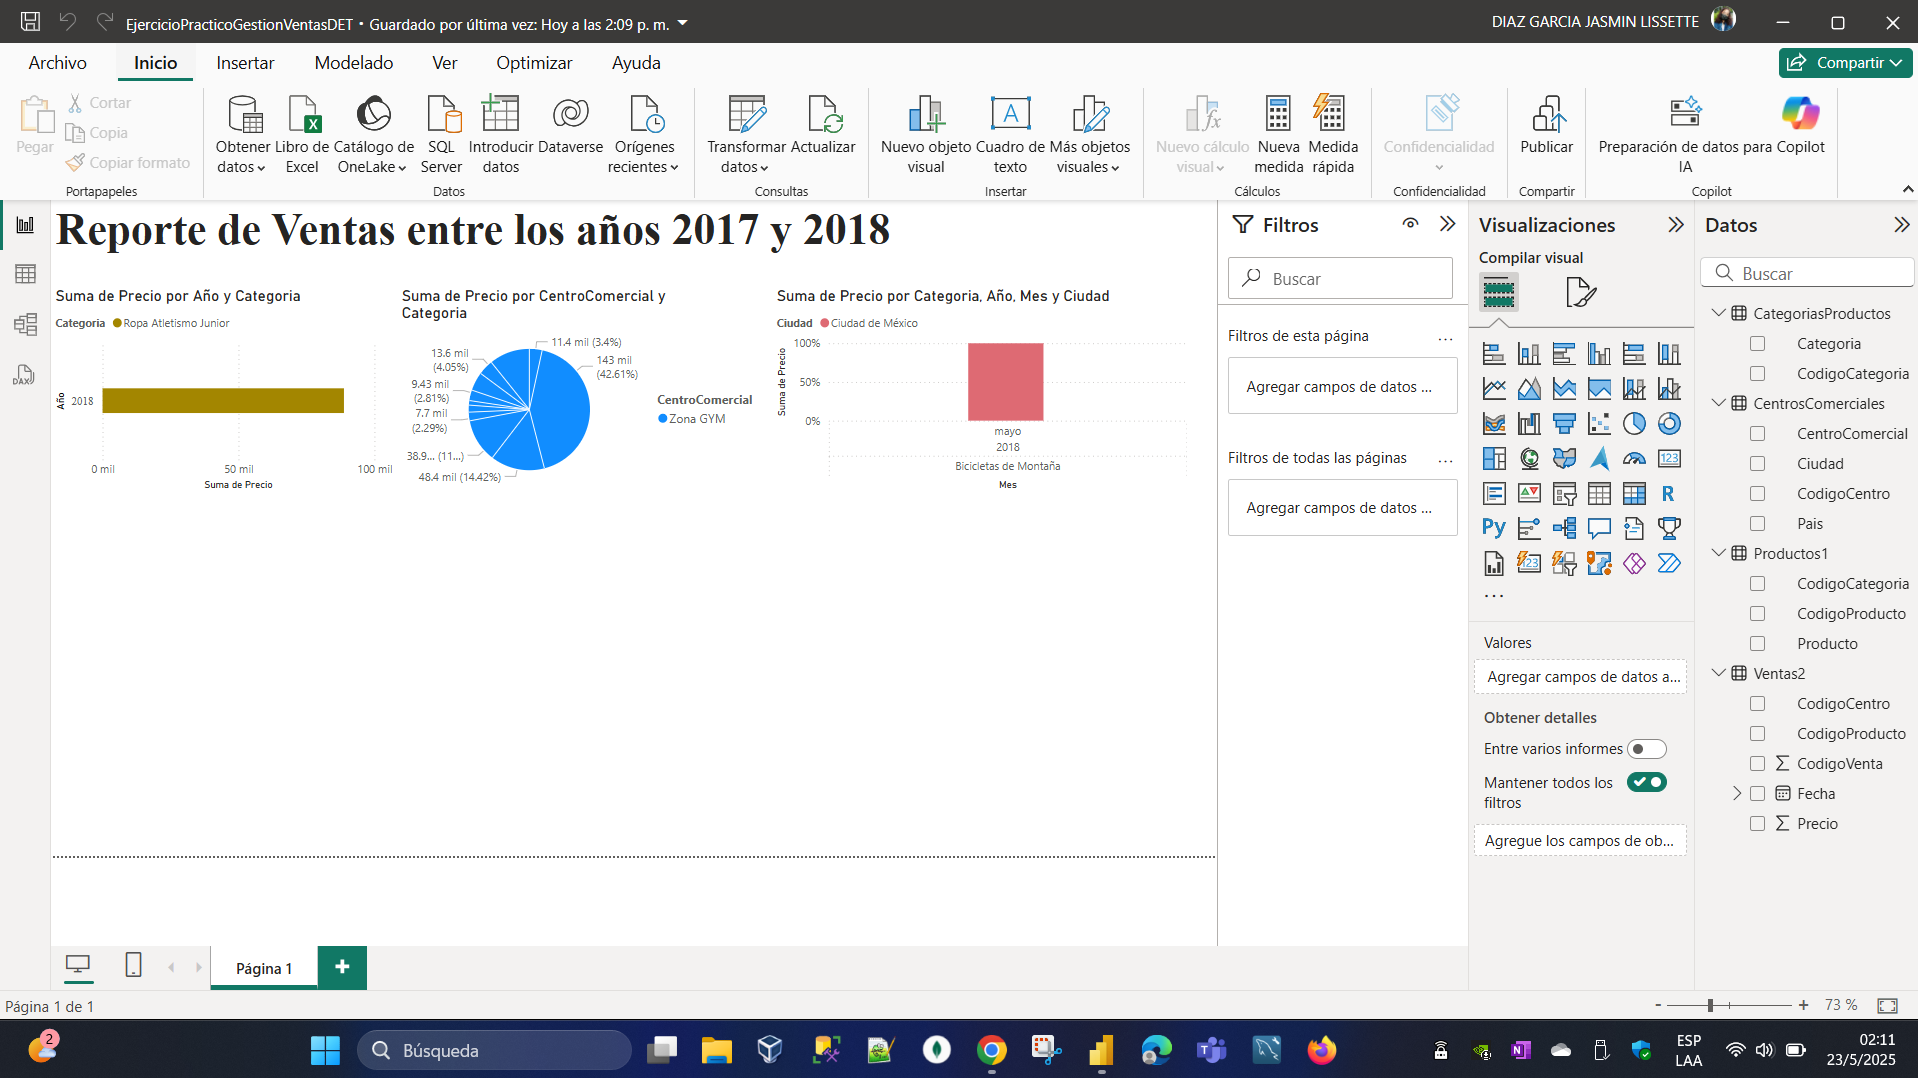 EjercicioPracticoGestionVentasDET • Guardado por última vez: Hoy a las 2:09 p. m.
DIAZ GARCIA JASMIN LISSETTE
Archivo
Inicio
Insertar
Modelado
Ver
Optimizar
Ayuda
Compartir
Pegar
Cortar
Copia
Copiar formato
Portapapeles
Obtener datos
Libro de Excel
Catálogo de OneLake
SQL Server
Introducir datos
Dataverse
Orígenes recientes
Datos
Transformar datos
Actualizar
Consultas
Nuevo objeto visual
Cuadro de texto
Más objetos visuales
Insertar
Nuevo cálculo visual
Nueva medida
Medida rápida
Cálculos
Confidencialidad
Confidencialidad
Publicar
Compartir
Preparación de datos para IA
Copilot
Copilot
Reporte de Ventas entre los años 2017 y 2018
Suma de Precio por Año y Categoria
Categoria Ropa Atletismo Junior
Año
2018
0 mil
50 mil
100 mil
Suma de Precio
Suma de Precio por CentroComercial y
Categoria
11.4 mil (3.4%)
143 mil
(42.61%)
13.6 mil
(4.05%)
9.43 mil
(2.81%)
7.7 mil
(2.29%)
38.9... (11...)
48.4 mil (14.42%)
CentroComercial
Zona GYM
Suma de Precio por Categoria, Año, Mes y Ciudad
Ciudad Ciudad de México
Suma de Precio
100%
50%
0%
mayo
2018
Bicicletas de Montaña
Mes
Filtros
Buscar
Filtros de esta página
...
Agregar campos de datos ...
Filtros de todas las páginas
...
Agregar campos de datos ...
Visualizaciones
Compilar visual
123
R
Py
123
...
Valores
Agregar campos de datos a...
Obtener detalles
Entre varios informes
Mantener todos los
filtros
Agregue los campos de ob...
Datos
Buscar
CategoriasProductos
Categoria
CodigoCategoria
CentrosComerciales
CentroComercial
Ciudad
CodigoCentro
Pais
Productos1
CodigoCategoria
CodigoProducto
Producto
Ventas2
CodigoCentro
CodigoProducto
CodigoVenta
Fecha
Precio
DAX
Página 1
Página 1 de 1
- + 73 %
2
Búsqueda
ESP
LAA
02:11
23/5/2025